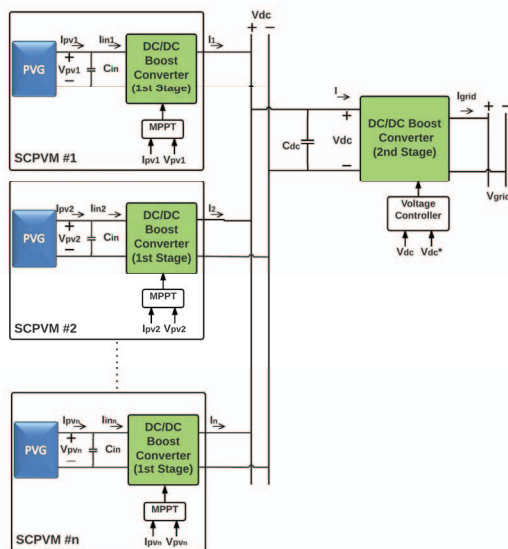 Vdc
+ −
Ipv1 Iin1 I1
PVG
+
Vpv1
−
Cin
DC/DC
Boost
Converter
(1st Stage)
MPPT
Ipv1 Vpv1
SCPVM #1
I
+
Vdc
−
Cdc
DC/DC Boost
Converter
(2nd Stage)
Igrid
+ −
Vgrid
Voltage
Controller
Vdc Vdc*
Ipv2 Iin2 I2
PVG
+
Vpv2
−
Cin
DC/DC
Boost
Converter
(1st Stage)
MPPT
Ipv2 Vpv2
SCPVM #2
Ipvn Iinn In
PVG
+
Vpvn
−
Cin
DC/DC
Boost
Converter
(1st Stage)
MPPT
Ipvn Vpvn
SCPVM #n